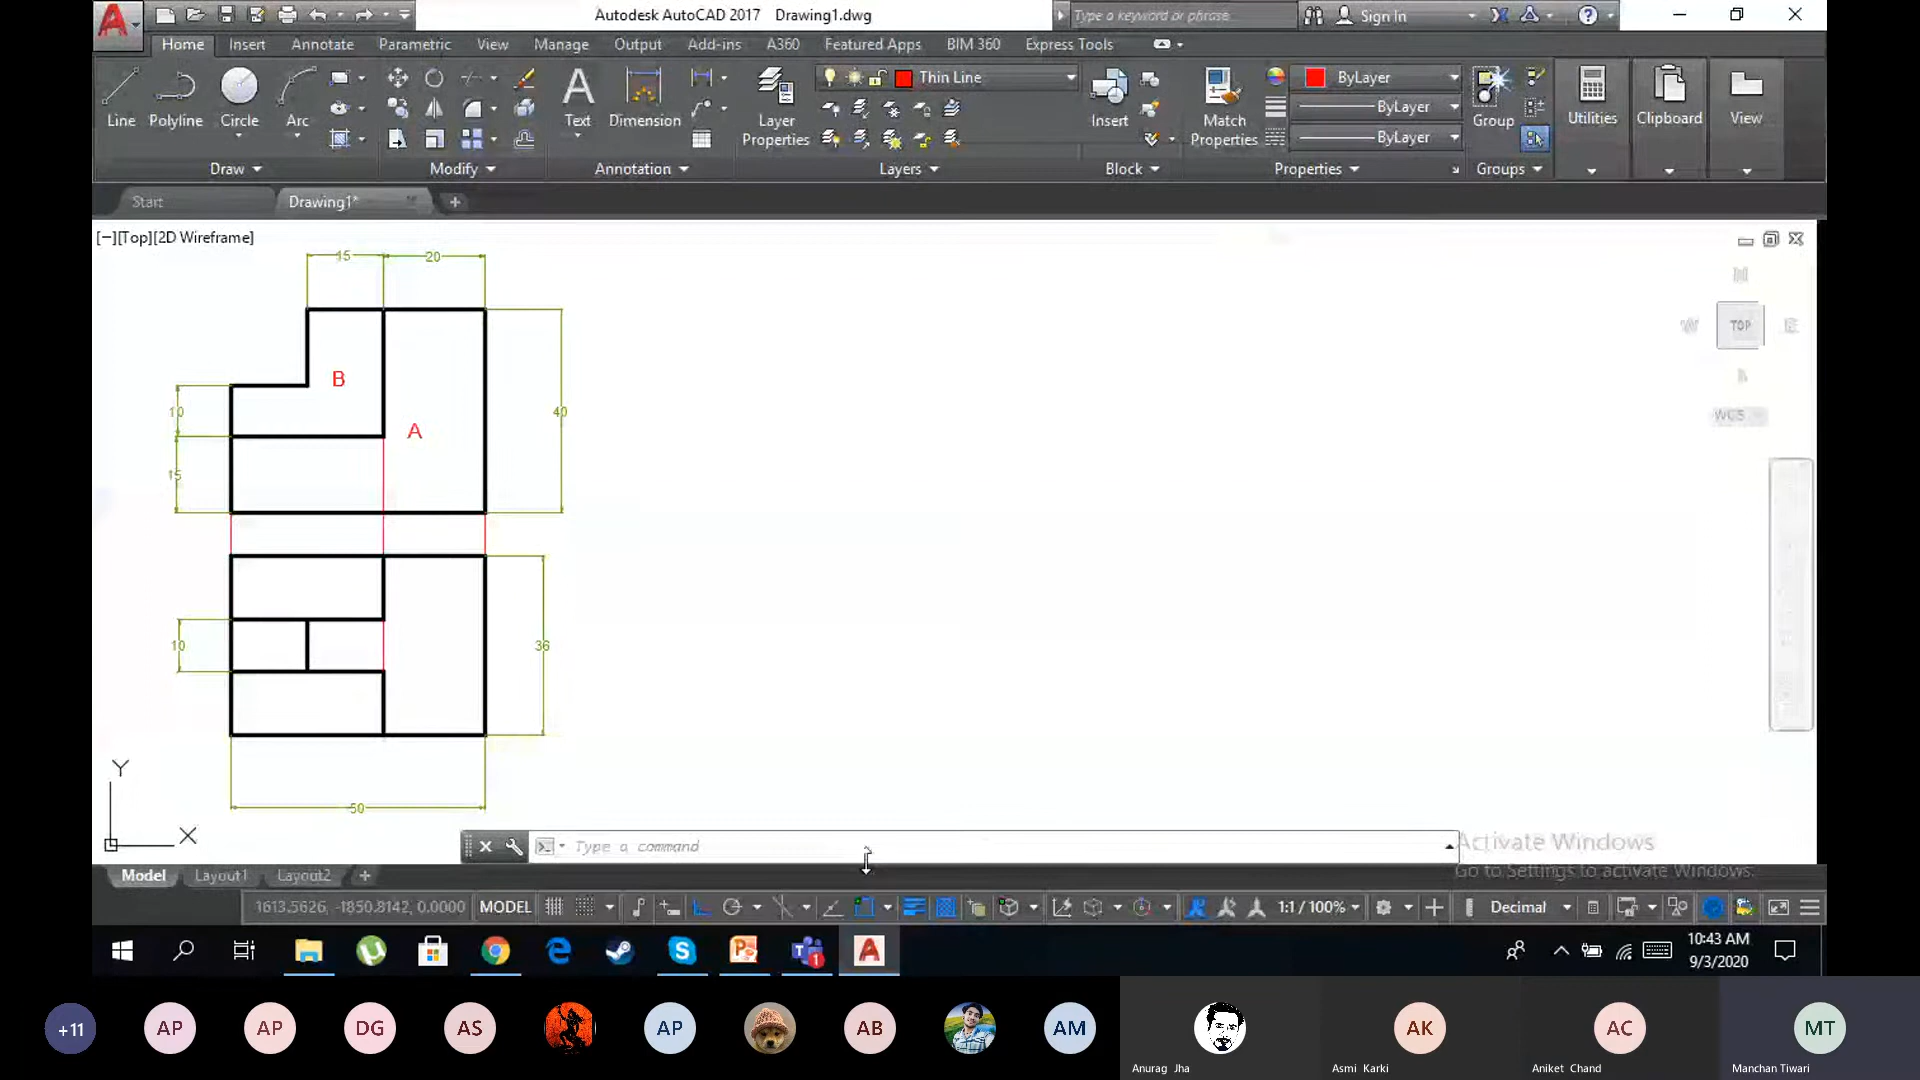 Autodesk AutoCAD 2017 Drawing1.dwg
Type a keyword or phrase
Sign In
Home Insert Annotate Parametric View Manage Output Add-ins A360 Featured Apps BIM 360 Express Tools
Thin Line
ByLayer
ByLayer
ByLayer
Line Polyline Circle Arc
Text Dimension
Layer Properties
Insert
Match Properties
Group
Utilities
Clipboard
View
Draw
Modify
Annotation
Layers
Block
Properties
Groups
Start
Drawing1*
[−][Top][2D Wireframe]
15
20
B
A
10
15
40
10
36
50
TOP
W
E
WCS
Y
X
Type a command
Activate Windows
Go to Settings to activate Windows.
Model Layout1 Layout2
1613.5626, -1850.8142, 0.0000
MODEL
1:1 / 100%
Decimal
1
10:43 AM
9/3/2020
+11
AP
AP
DG
AS
AP
AB
AM
AK
AC
MT
Anurag Jha
Asmi Karki
Aniket Chand
Manchan Tiwari